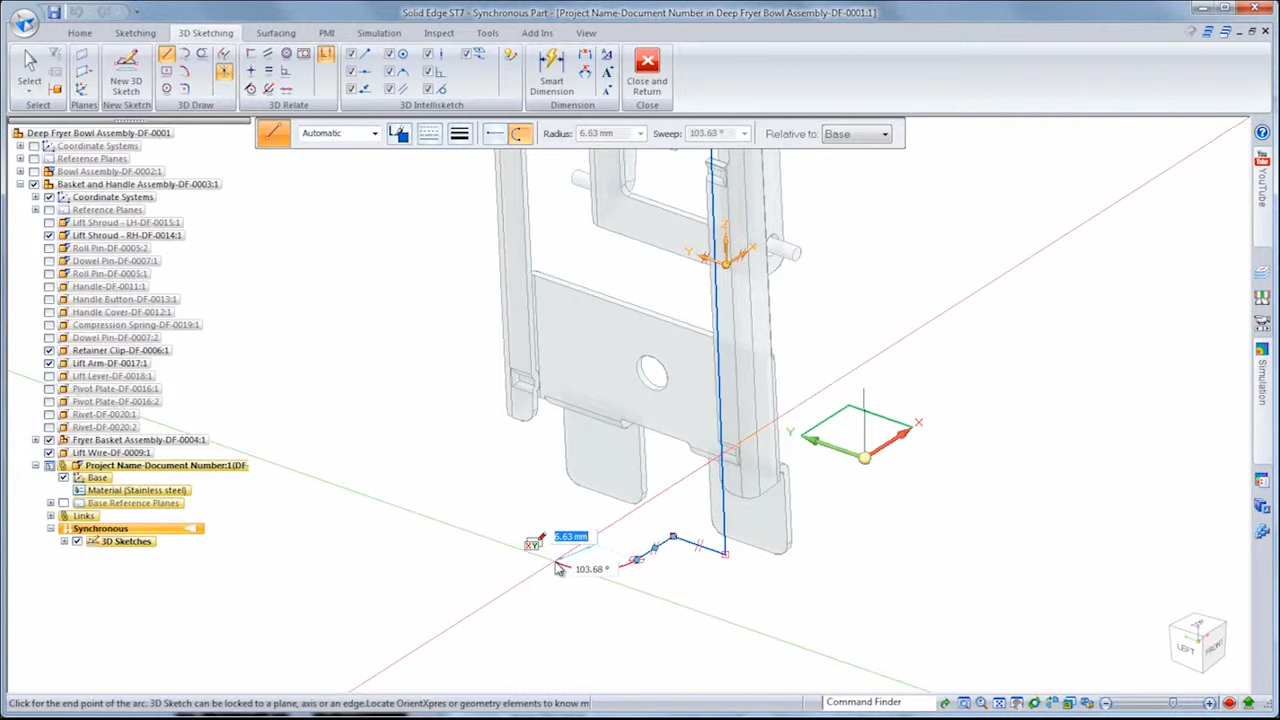 Solid Edge ST7 - Synchronous Part - [Project Name-Document Number in Deep Fryer Bowl Assembly-DF-0001:1]
Home Sketching 3D Sketching Surfacing PMI Simulation Inspect Tools Add Ins View
Select
New 3D
Sketch
Smart
Dimension
Close and
Return
Select Planes New Sketch 3D Draw 3D Relate 3D Intellisketch Dimension Close
Automatic Radius: 6.63 mm Sweep: 103.68 ° Relative to: Base
Deep Fryer Bowl Assembly-DF-0001
Coordinate Systems
Reference Planes
Bowl Assembly-DF-0002:1
Basket and Handle Assembly-DF-0003:1
Coordinate Systems
Reference Planes
Lift Shroud - LH-DF-0015:1
Lift Shroud - RH-DF-0014:1
Roll Pin-DF-0005:2
Dowel Pin-DF-0007:1
Roll Pin-DF-0005:1
Handle-DF-0011:1
Handle Button-DF-0013:1
Handle Cover-DF-0012:1
Compression Spring-DF-0019:1
Dowel Pin-DF-0007:2
Retainer Clip-DF-0006:1
Lift Arm-DF-0017:1
Lift Lever-DF-0018:1
Pivot Plate-DF-0016:1
Pivot Plate-DF-0016:2
Rivet-DF-0020:1
Rivet-DF-0020:2
Fryer Basket Assembly-DF-0004:1
Lift Wire-DF-0009:1
Project Name-Document Number:1(DF-
Base
Material (Stainless steel)
Base Reference Planes
Links
Synchronous
3D Sketches
Z
Y
X
Y
X
XY
6.63 mm
103.68 °
YouTube
Simulation
LEFT
FRONT
Click for the end point of the arc. 3D Sketch can be locked to a plane, axis or an edge.Locate OrientXpres or geometry elements to know m
Command Finder